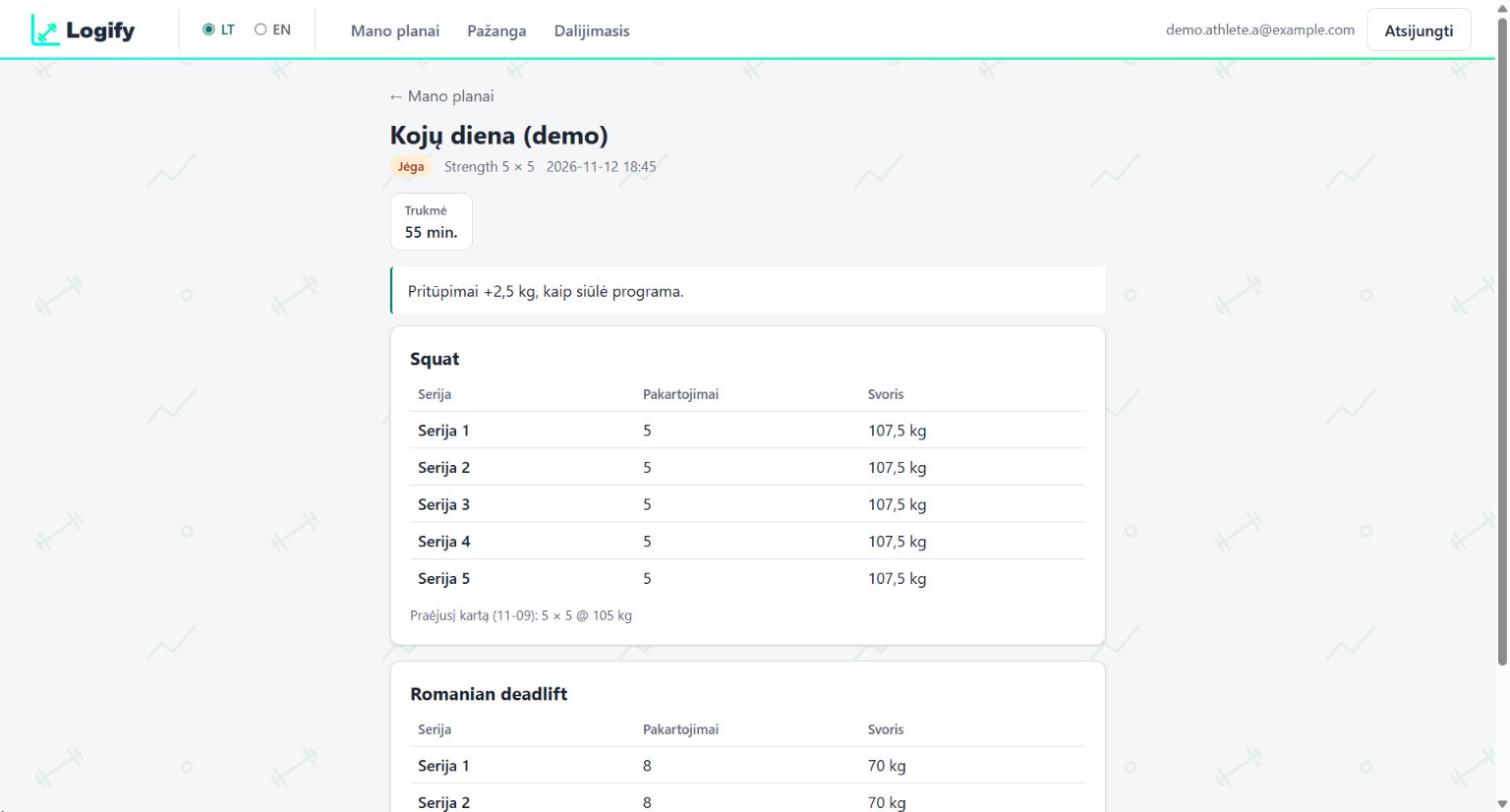 Logify
LT EN
Mano planai Pažanga Dalijimasis
demo.athlete.a@example.com Atsijungti
← Mano planai
Kojų diena (demo)
Jėga Strength 5 × 5 2026-11-12 18:45
Trukmė
55 min.
Pritūpimai +2,5 kg, kaip siūlė programa.
Squat
Serija Pakartojimai Svoris
Serija 1 5 107,5 kg
Serija 2 5 107,5 kg
Serija 3 5 107,5 kg
Serija 4 5 107,5 kg
Serija 5 5 107,5 kg
Praėjusį kartą (11-09): 5 × 5 @ 105 kg
Romanian deadlift
Serija Pakartojimai Svoris
Serija 1 8 70 kg
Serija 2 8 70 kg